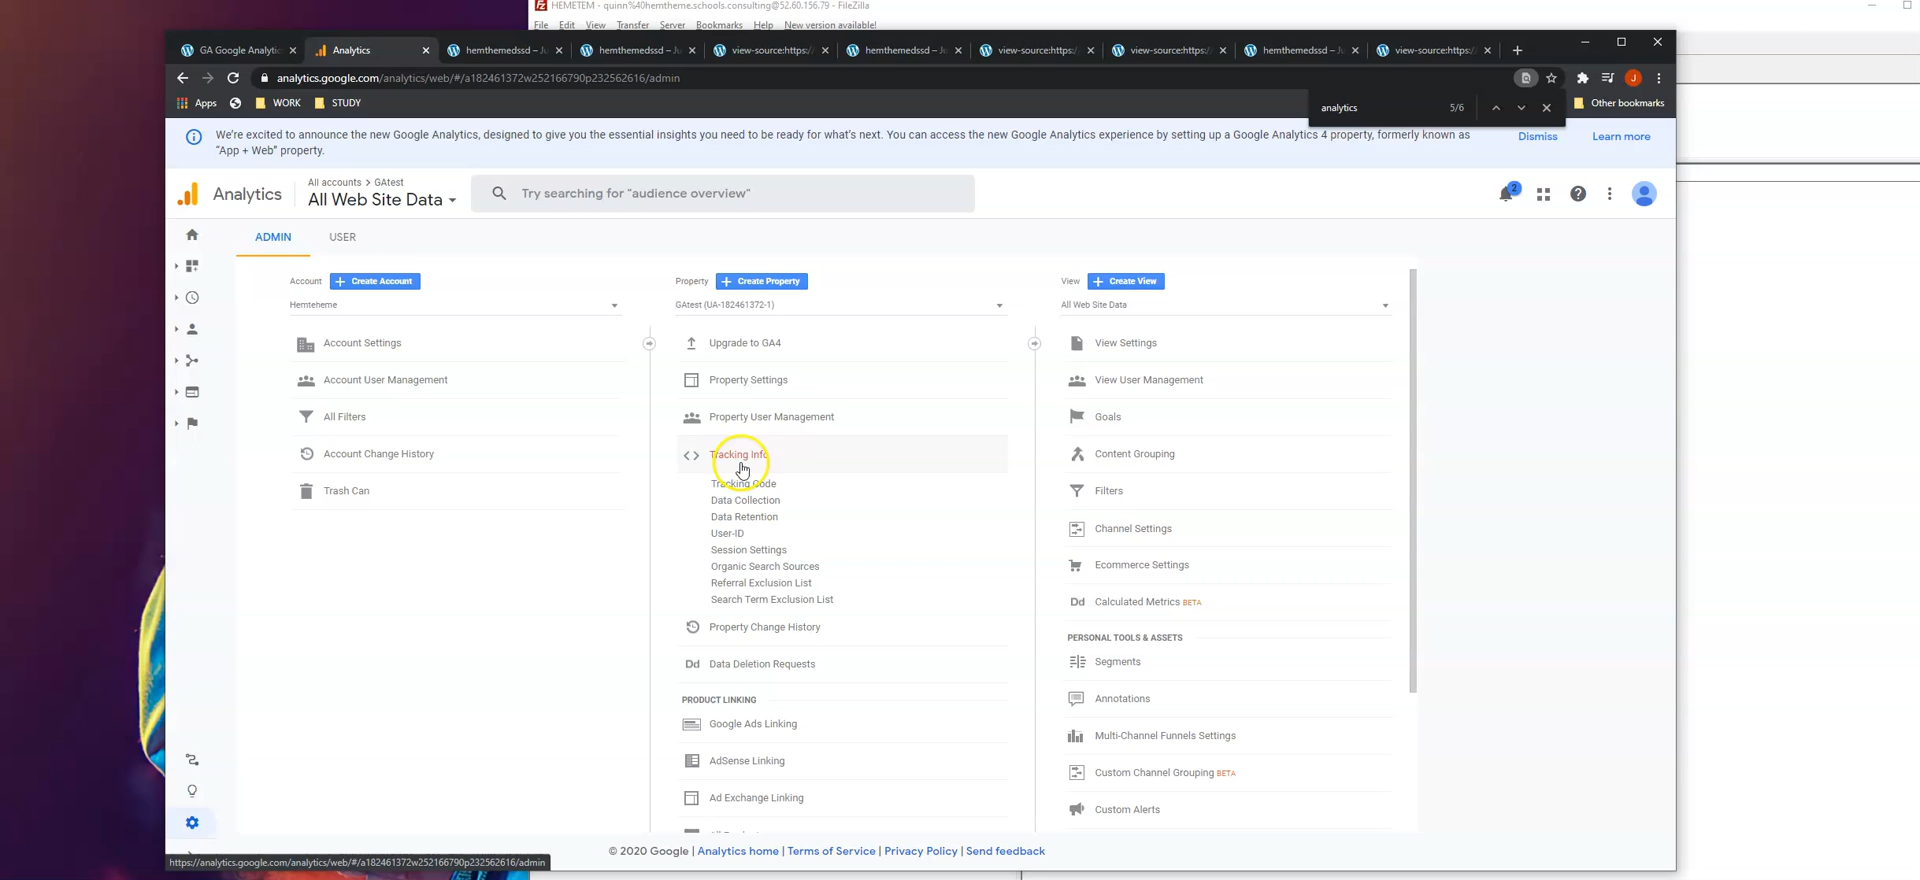 HEMETEM - quinn%40hemtheme.schools.consulting@52.60.156.79 - FileZilla
File Edit View Transfer Server Bookmarks Help New version available!
GA Google Analytic
Analytics
hemthemedssd – Ju
hemthemedssd – Ju
view-source:https:/
hemthemedssd – Ju
view-source:https:/
view-source:https:/
hemthemedssd – Ju
view-source:https:/
analytics.google.com/analytics/web/#/a182461372w252166790p232562616/admin
J
Apps
WORK
STUDY
analytics 5/6
Other bookmarks
We're excited to announce the new Google Analytics, designed to give you the essential insights you need to be ready for what's next. You can access the new Google Analytics experience by setting up a Google Analytics 4 property, formerly known as
"App + Web" property.
Dismiss
Learn more
Analytics
All accounts > GAtest
All Web Site Data
Try searching for "audience overview"
2
ADMIN
USER
Account
+ Create Account
Hemteheme
Account Settings
Account User Management
All Filters
Account Change History
Trash Can
Property
+ Create Property
GAtest (UA-182461372-1)
Upgrade to GA4
Property Settings
Property User Management
Tracking Info
Tracking Code
Data Collection
Data Retention
User-ID
Session Settings
Organic Search Sources
Referral Exclusion List
Search Term Exclusion List
Property Change History
Dd Data Deletion Requests
PRODUCT LINKING
Google Ads Linking
AdSense Linking
Ad Exchange Linking
View
+ Create View
All Web Site Data
View Settings
View User Management
Goals
Content Grouping
Filters
Channel Settings
Ecommerce Settings
Dd Calculated Metrics BETA
PERSONAL TOOLS & ASSETS
Segments
Annotations
Multi-Channel Funnels Settings
Custom Channel Grouping BETA
Custom Alerts
© 2020 Google | Analytics home | Terms of Service | Privacy Policy | Send feedback
https://analytics.google.com/analytics/web/#/a182461372w252166790p232562616/admin